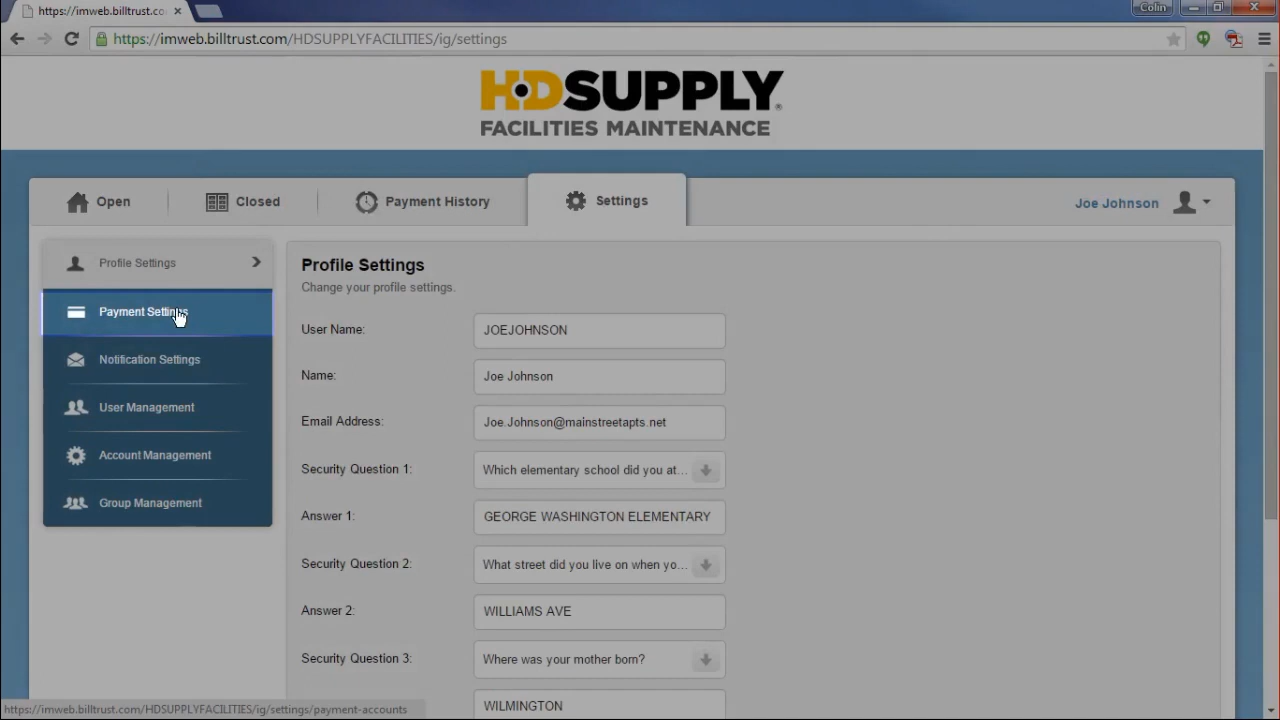 https://imweb.billtrust.co
Colin
https://imweb.billtrust.com/HDSUPPLYFACILITIES/ig/settings
HDSUPPLY®
FACILITIES MAINTENANCE
Open
Closed
Payment History
Settings
Joe Johnson
Profile Settings
Payment Settings
Notification Settings
User Management
Account Management
Group Management
Profile Settings
Change your profile settings.
User Name: JOEJOHNSON
Name: Joe Johnson
Email Address: Joe.Johnson@mainstreetapts.net
Security Question 1: Which elementary school did you at...
Answer 1: GEORGE WASHINGTON ELEMENTARY
Security Question 2: What street did you live on when yo...
Answer 2: WILLIAMS AVE
Security Question 3: Where was your mother born?
WILMINGTON
https://imweb.billtrust.com/HDSUPPLYFACILITIES/ig/settings/payment-accounts